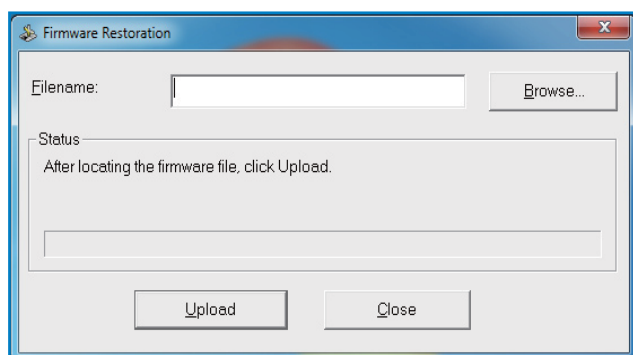 Firmware Restoration
Filename:
Browse...
Status
After locating the firmware file, click Upload.
Upload
Close